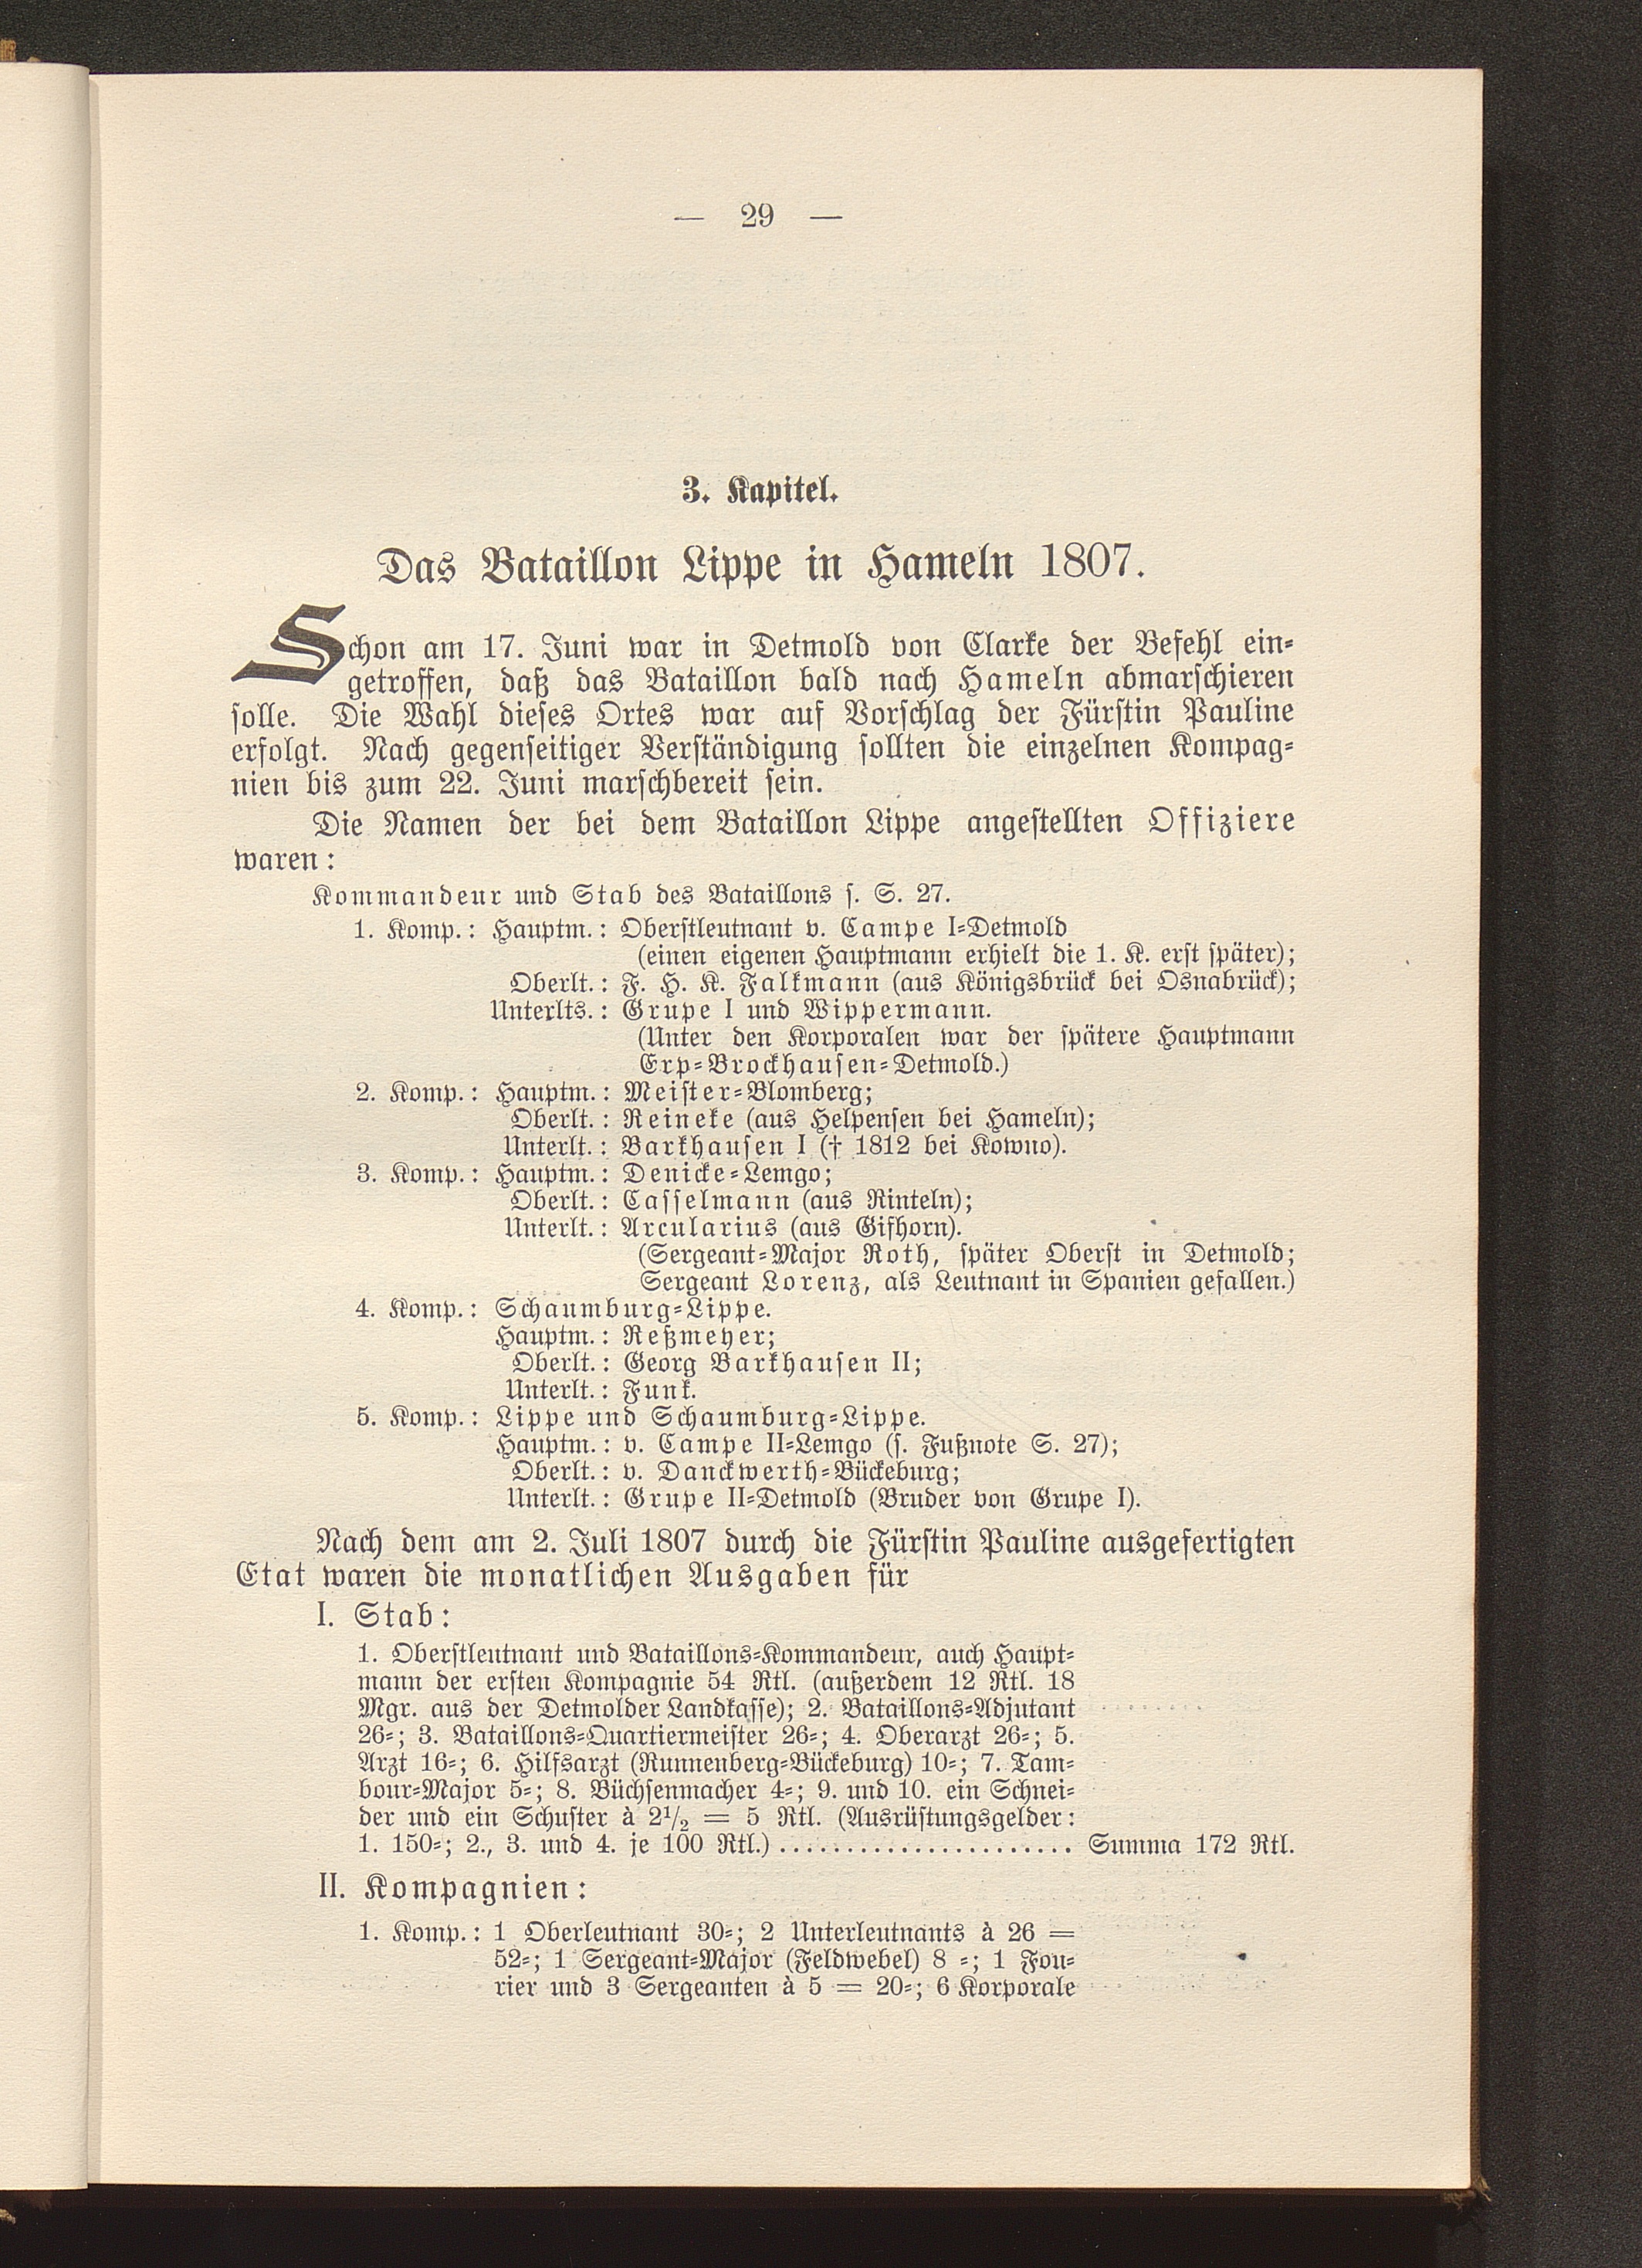 — 29 —
3. Kapitel.
Das Bataillon Lippe in Hameln 1807.
Schon am 17. Juni war in Detmold von Clarke der Befehl ein-
getroffen, daß das Bataillon bald nach Hameln abmarschieren
solle. Die Wahl dieses Ortes war auf Vorschlag der Fürstin Pauline
erfolgt. Nach gegenseitiger Verständigung sollten die einzelnen Kompag-
nien bis zum 22. Juni marschbereit sein.
Die Namen der bei dem Bataillon Lippe angestellten Offiziere
waren:
Kommandeur und Stab des Bataillons s. S. 27.
1. Komp.: Hauptm.: Oberstleutnant v. Campe I-Detmold
(einen eigenen Hauptmann erhielt die 1. K. erst später);
Oberlt.: F. H. K. Falkmann (aus Königsbrück bei Osnabrück);
Unterlts.: Grupe I und Wippermann.
(Unter den Korporalen war der spätere Hauptmann
Erp-Brockhausen-Detmold.)
2. Komp.: Hauptm.: Meister-Blomberg;
Oberlt.: Reineke (aus Helpensen bei Hameln);
Unterlt.: Barkhausen I († 1812 bei Kowno).
3. Komp.: Hauptm.: Denicke-Lemgo;
Oberlt.: Casselmann (aus Rinteln);
Unterlt.: Arcularius (aus Gifhorn).
(Sergeant-Major Roth, später Oberst in Detmold;
Sergeant Lorenz, als Leutnant in Spanien gefallen.)
4. Komp.: Schaumburg-Lippe.
Hauptm.: Reßmeyer;
Oberlt.: Georg Barkhausen II;
Unterlt.: Funk.
5. Komp.: Lippe und Schaumburg-Lippe.
Hauptm.: v. Campe II-Lemgo (s. Fußnote S. 27);
Oberlt.: v. Danckwerth-Bückeburg;
Unterlt.: Grupe II-Detmold (Bruder von Grupe I).
Nach dem am 2. Juli 1807 durch die Fürstin Pauline ausgefertigten
Etat waren die monatlichen Ausgaben für
I. Stab:
1. Oberstleutnant und Bataillons-Kommandeur, auch Haupt-
mann der ersten Kompagnie 54 Rtl. (außerdem 12 Rtl. 18
Mgr. aus der Detmolder Landkasse); 2. Bataillons-Adjutant
26-; 3. Bataillons-Quartiermeister 26-; 4. Oberarzt 26-; 5.
Arzt 16-; 6. Hilfsarzt (Runnenberg-Bückeburg) 10-; 7. Tam-
bour-Major 5-; 8. Büchsenmacher 4-; 9. und 10. ein Schnei-
der und ein Schuster à 2 1/2 = 5 Rtl. (Ausrüstungsgelder:
1. 150-; 2., 3. und 4. je 100 Rtl.) ...................... Summa 172 Rtl.
II. Kompagnien:
1. Komp.: 1 Oberleutnant 30-; 2 Unterleutnants à 26 =
52-; 1 Sergeant-Major (Feldwebel) 8 -; 1 Fou-
rier und 3 Sergeanten à 5 = 20-; 6 Korporale